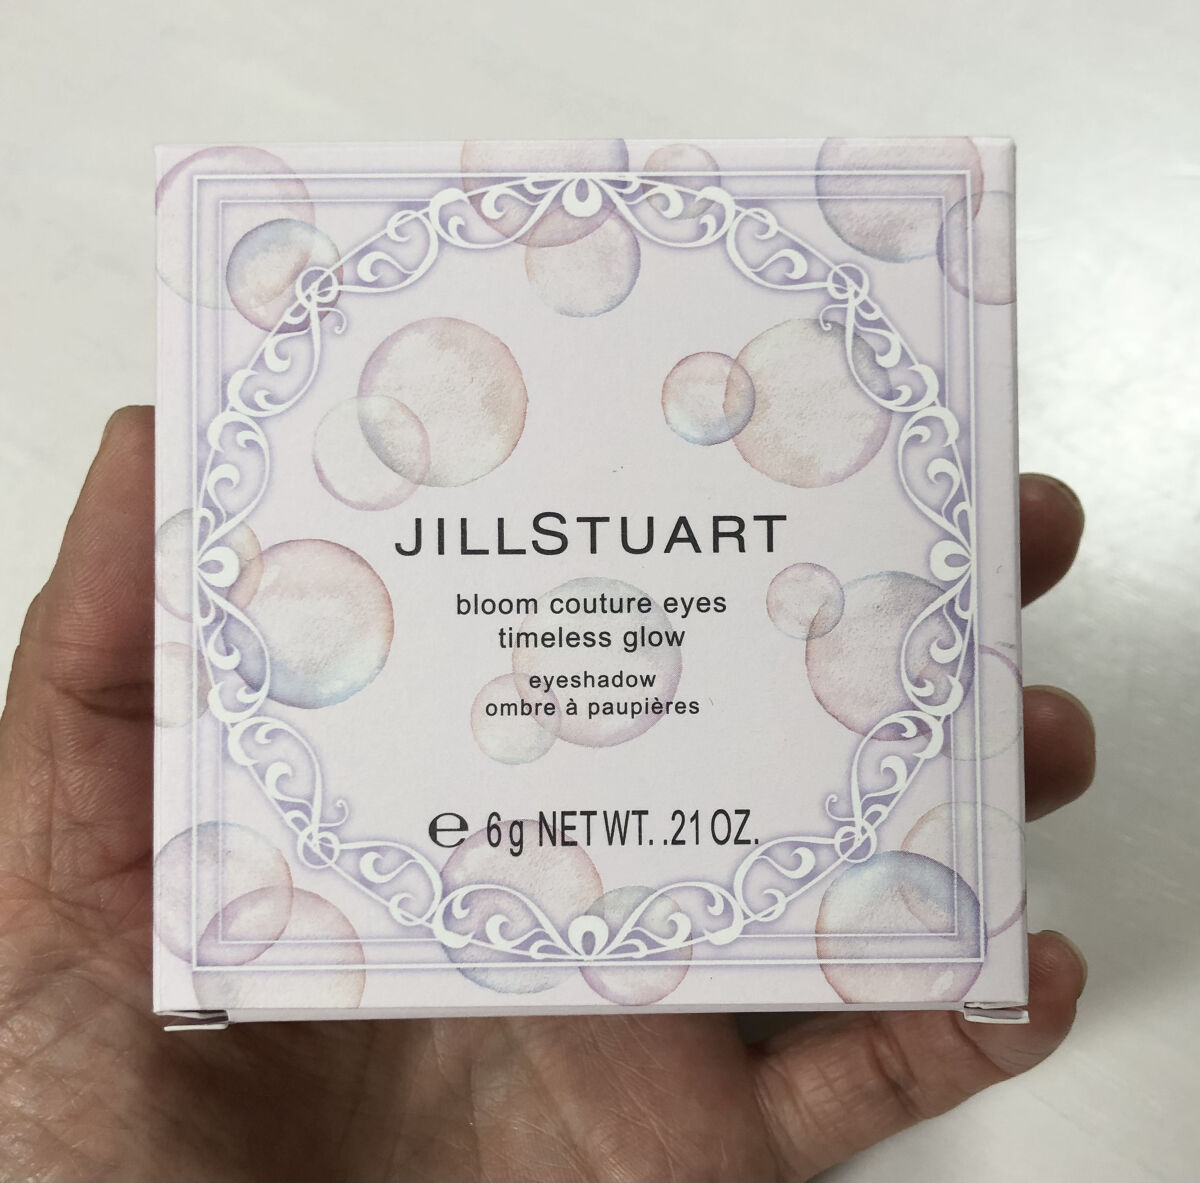 JILLSTUART
bloom couture eyes
timeless glow
eyeshadow
ombre à paupières
℮ 6g NET WT. .21 OZ.